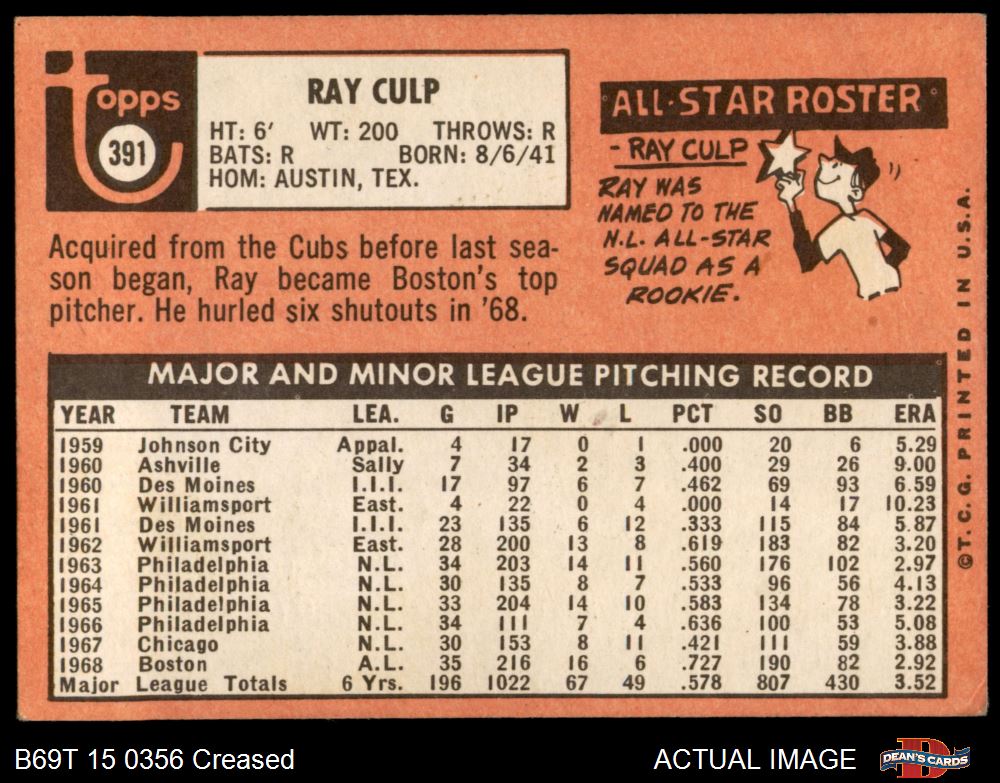 Topps
391
RAY CULP
HT: 6' WT: 200 THROWS: R
BATS: R BORN: 8/6/41
HOM: AUSTIN, TEX.
ALL-STAR ROSTER
- RAY CULP
RAY WAS
NAMED TO THE
N.L. ALL-STAR
SQUAD AS A
ROOKIE.
Acquired from the Cubs before last sea-
son began, Ray became Boston's top
pitcher. He hurled six shutouts in '68.
MAJOR AND MINOR LEAGUE PITCHING RECORD
YEAR TEAM LEA. G IP W L PCT SO BB ERA
1959 Johnson City Appal. 4 17 0 1 .000 20 6 5.29
1960 Ashville Sally 7 34 2 3 .400 29 26 9.00
1960 Des Moines I.I.I. 17 97 6 7 .462 69 93 6.59
1961 Williamsport East. 4 22 0 4 .000 14 17 10.23
1961 Des Moines I.I.I. 23 135 6 12 .333 115 84 5.87
1962 Williamsport East. 28 200 13 8 .619 183 82 3.20
1963 Philadelphia N.L. 34 203 14 11 .560 176 102 2.97
1964 Philadelphia N.L. 30 135 8 7 .533 96 56 4.13
1965 Philadelphia N.L. 33 204 14 10 .583 134 78 3.22
1966 Philadelphia N.L. 34 111 7 4 .636 100 53 5.08
1967 Chicago N.L. 30 153 8 11 .421 111 59 3.88
1968 Boston A.L. 35 216 16 6 .727 190 82 2.92
Major League Totals 6 Yrs. 196 1022 67 49 .578 807 430 3.52
©T. C. G. PRINTED IN U.S.A.
B69T 15 0356 Creased
ACTUAL IMAGE
DEAN'S CARDS